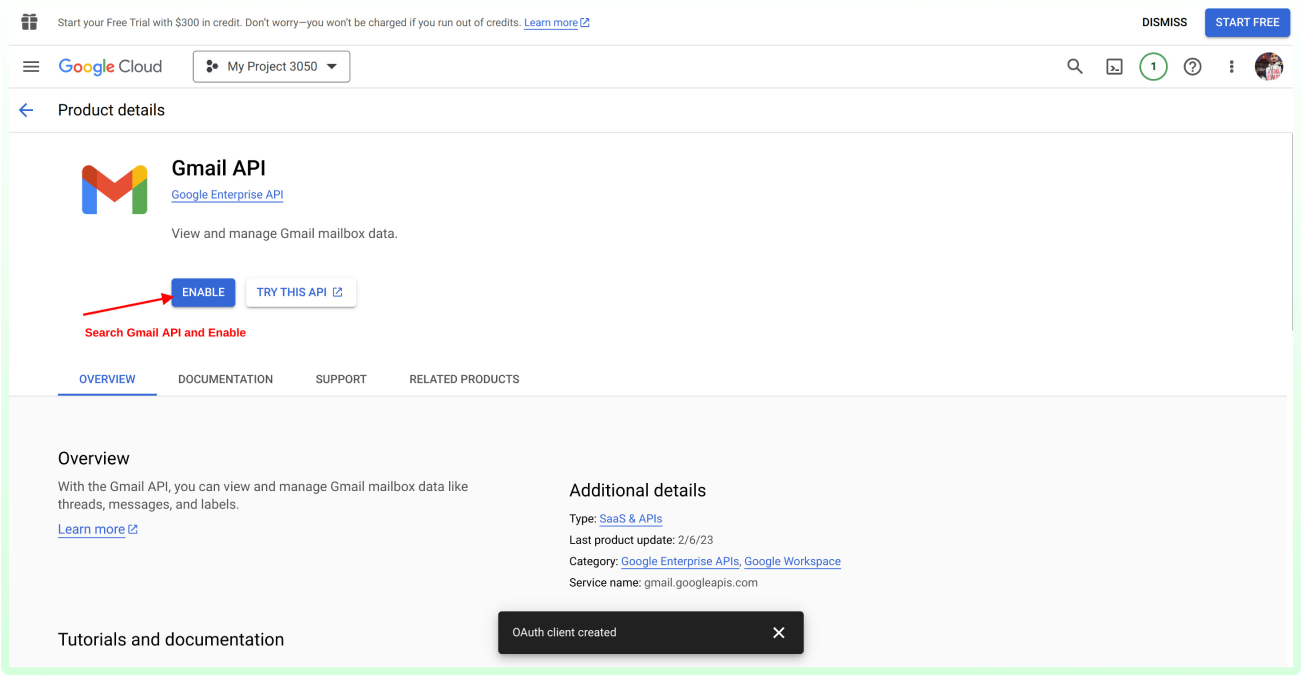 Start your Free Trial with $300 in credit. Don't worry—you won't be charged if you run out of credits. Learn more
DISMISS
START FREE
Google Cloud
My Project 3050
1
Product details
Gmail API
Google Enterprise API
View and manage Gmail mailbox data.
ENABLE
TRY THIS API
Search Gmail API and Enable
OVERVIEW
DOCUMENTATION
SUPPORT
RELATED PRODUCTS
Overview
With the Gmail API, you can view and manage Gmail mailbox data like
threads, messages, and labels.
Learn more
Additional details
Type: SaaS & APIs
Last product update: 2/6/23
Category: Google Enterprise APIs, Google Workspace
Service name: gmail.googleapis.com
Tutorials and documentation
OAuth client created